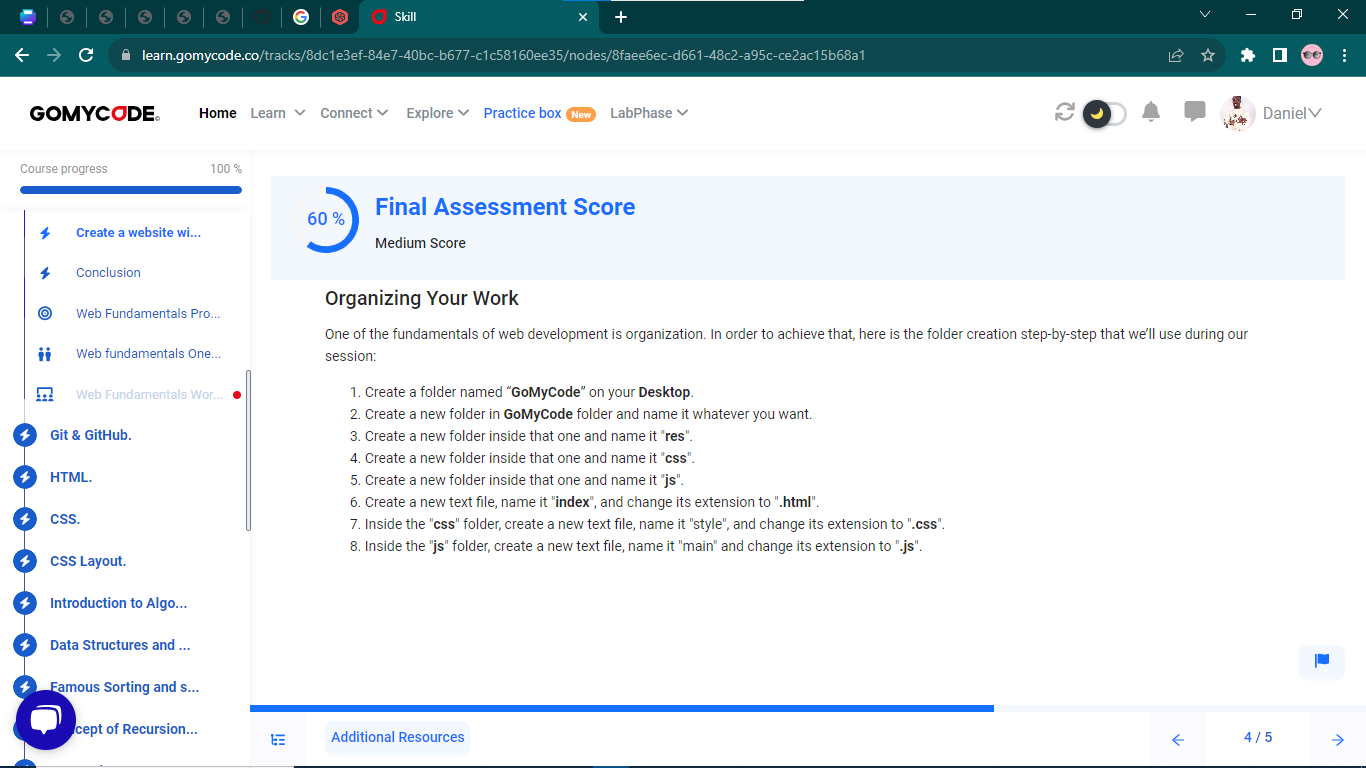 Skill
learn.gomycode.co/tracks/8dc1e3ef-84e7-40bc-b677-c1c58160ee35/nodes/8faee6ec-d661-48c2-a95c-ce2ac15b68a1
GOMYCODE
Home Learn Connect Explore Practice box New LabPhase Daniel
Course progress 100 %
Create a website wi...
Conclusion
Web Fundamentals Pro...
Web fundamentals One...
Web Fundamentals Wor...
Git & GitHub.
HTML.
CSS.
CSS Layout.
Introduction to Algo...
Data Structures and ...
Famous Sorting and s...
cept of Recursion...
60 %
Final Assessment Score
Medium Score
Organizing Your Work
One of the fundamentals of web development is organization. In order to achieve that, here is the folder creation step-by-step that we’ll use during our
session:
1. Create a folder named “GoMyCode” on your Desktop.
2. Create a new folder in GoMyCode folder and name it whatever you want.
3. Create a new folder inside that one and name it "res".
4. Create a new folder inside that one and name it "css".
5. Create a new folder inside that one and name it "js".
6. Create a new text file, name it "index", and change its extension to ".html".
7. Inside the "css" folder, create a new text file, name it "style", and change its extension to ".css".
8. Inside the "js" folder, create a new text file, name it "main" and change its extension to ".js".
Additional Resources
4 / 5